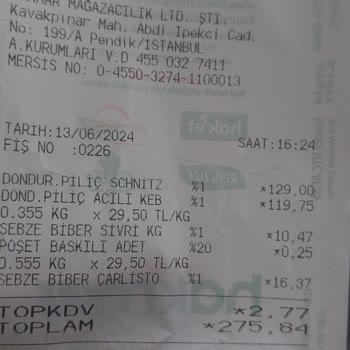 MAĞAZACILIK LTD. ŞTİ.
Kavakpınar Mah. Abdi İpekci Cad.
No: 199/A Pendik/İSTANBUL
A.KURUMLARI V.D 455 032 7411
MERSIS NO: 0-4550-3274-1100013
TARİH:13/06/2024
SAAT:16:24
FİŞ NO :0226
DONDUR.PİLİÇ SCHNİTZ %1 *129,00
DOND.PİLİÇ ACILI KEB %1 *119,75
0.355 KG x 29,50 TL/KG
SEBZE BİBER SİVRİ KG %1 *10,47
POŞET BASKILI ADET %20 *0,25
0.555 KG x 29,50 TL/KG
SEBZE BİBER ÇARLİSTO %1 *16,37
TOPKDV *2,77
TOPLAM *275,84